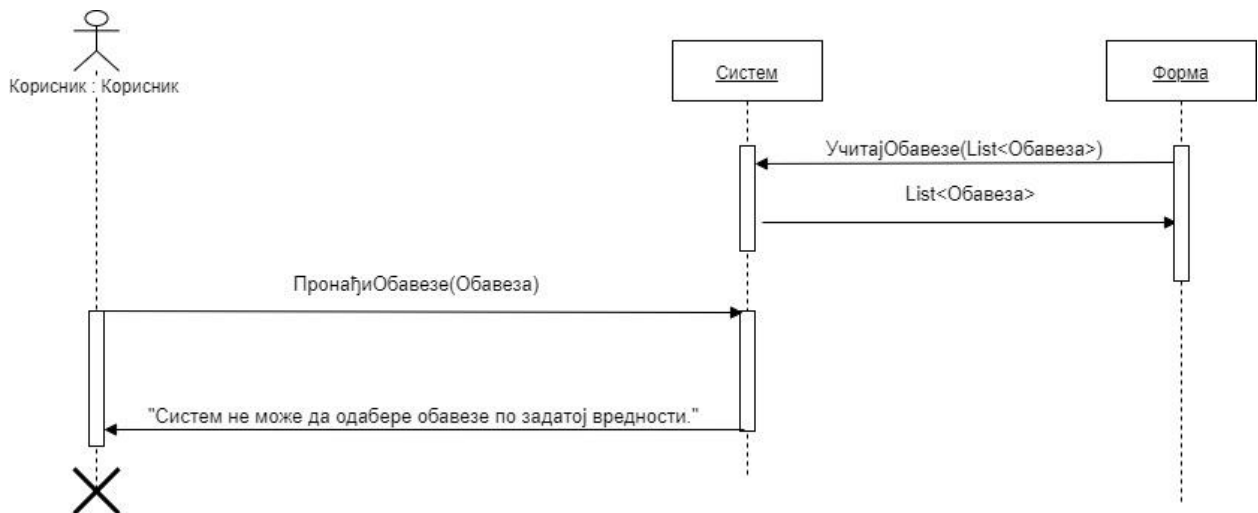 Корисник : Корисник
Систем
Форма
УчитајОбавезе(List<Обавеза>)
List<Обавеза>
ПронађиОбавезе(Обавеза)
"Систем не може да одабере обавезе по задатој вредности."